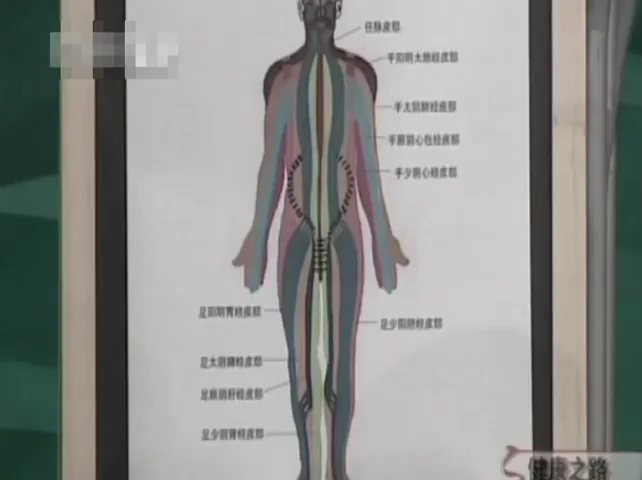 任脉皮部
手阳明大肠经皮部
手太阴肺经皮部
手厥阴心包经皮部
手少阴心经皮部
足阳明胃经皮部
足少阳胆经皮部
足太阴脾经皮部
足厥阴肝经皮部
足少阴肾经皮部
健康之路